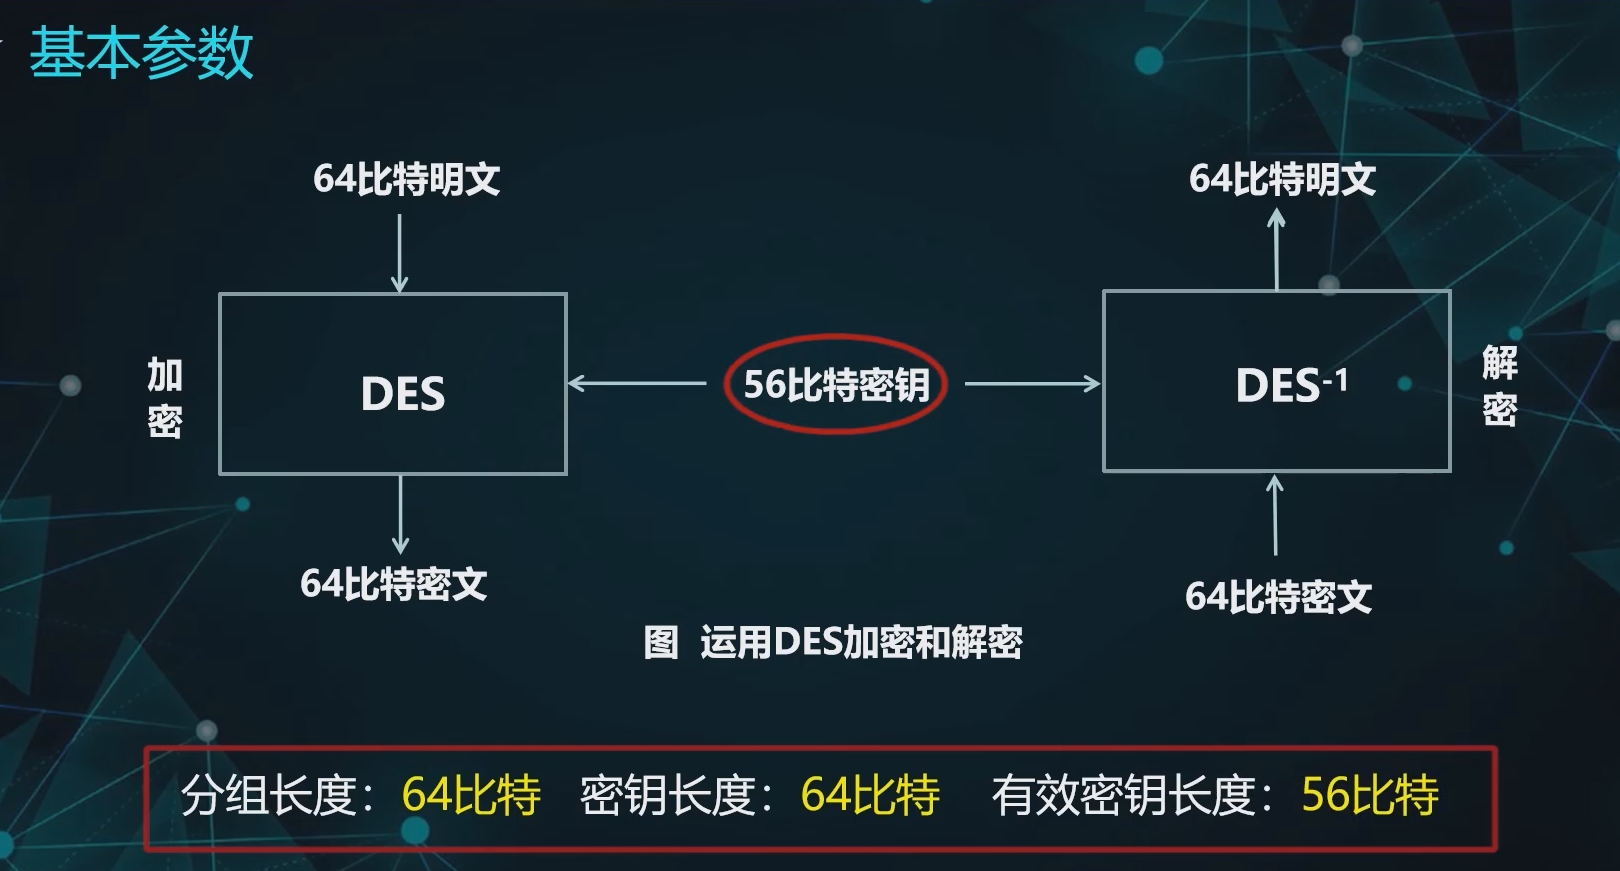 基本参数
64比特明文
64比特明文
加密
DES
56比特密钥
DES-1
解密
64比特密文
64比特密文
图 运用DES加密和解密
分组长度：64比特 密钥长度：64比特 有效密钥长度：56比特